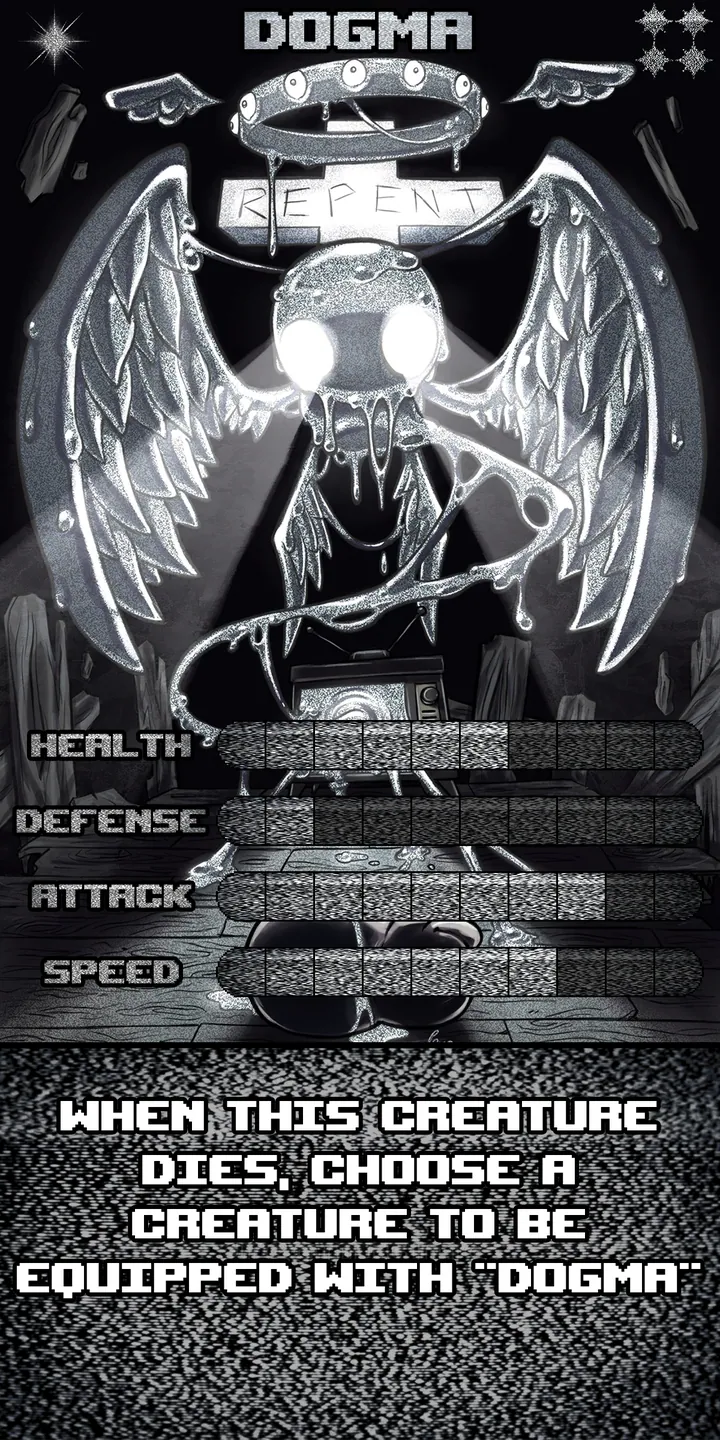 DOGMA
REPENT
HEALTH
DEFENSE
ATTACK
SPEED
WHEN THIS CREATURE
DIES, CHOOSE A
CREATURE TO BE
EQUIPPED WITH "DOGMA"